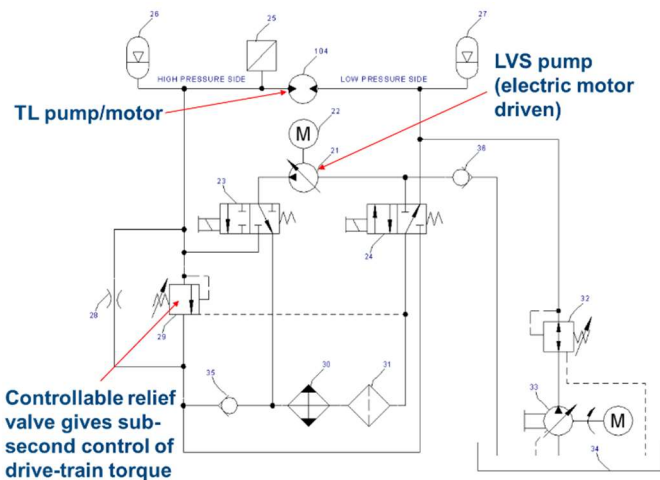 26
25
27
104
HIGH PRESSURE SIDE
LOW PRESSURE SIDE
LVS pump
(electric motor
driven)
TL pump/motor
22
M
21
36
23
24
28
29
32
Controllable relief
valve gives sub-
second control of
drive-train torque
35
30
31
33
M
34